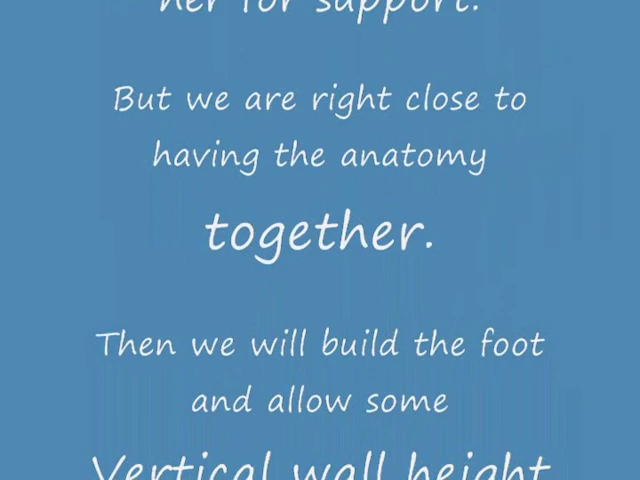 her for support.
But we are right close to
having the anatomy
together.
Then we will build the foot
and allow some
Vertical wall height